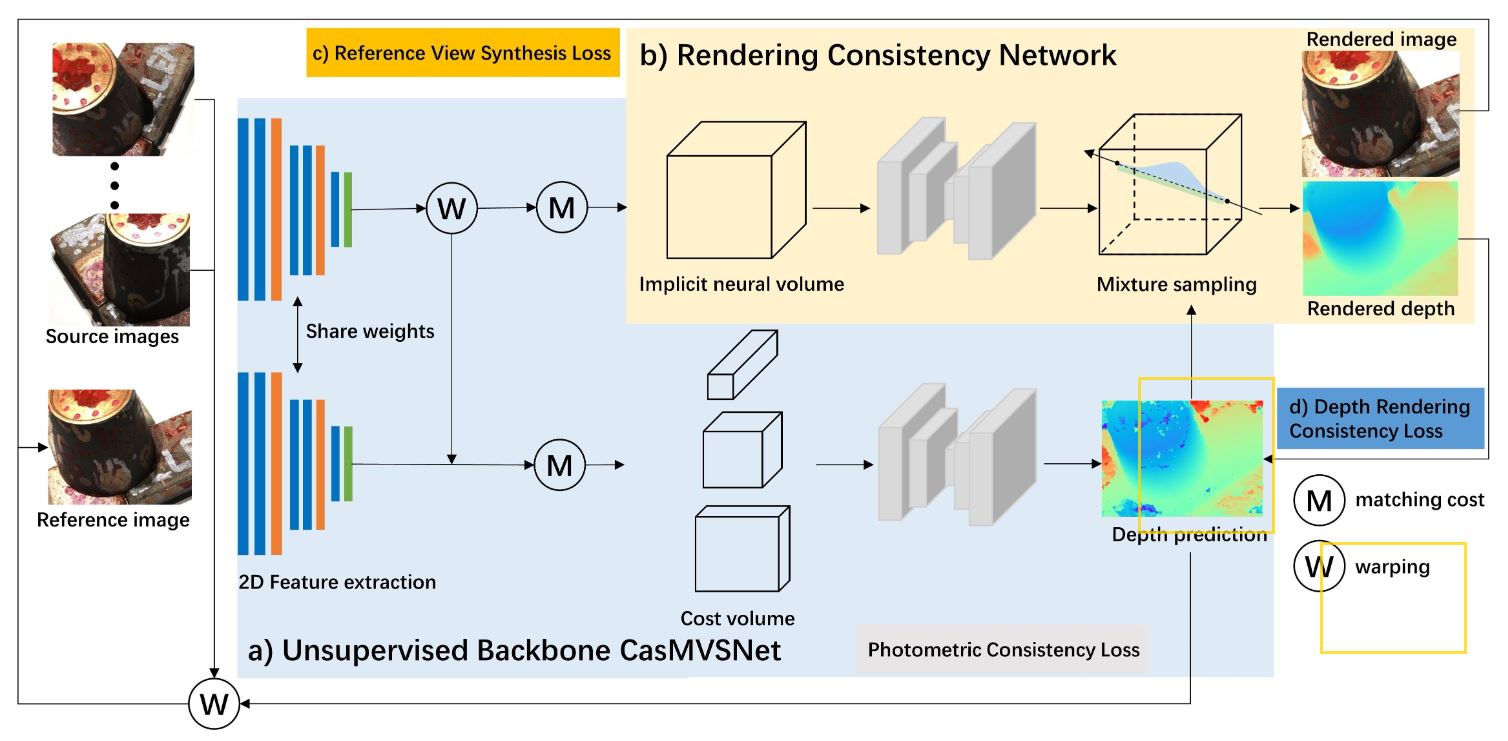 c) Reference View Synthesis Loss
b) Rendering Consistency Network
Rendered image
W
M
Implicit neural volume
Mixture sampling
Rendered depth
Source images
Share weights
Reference image
M
d) Depth Rendering
Consistency Loss
M matching cost
Depth prediction
W warping
2D Feature extraction
Cost volume
a) Unsupervised Backbone CasMVSNet
Photometric Consistency Loss
W